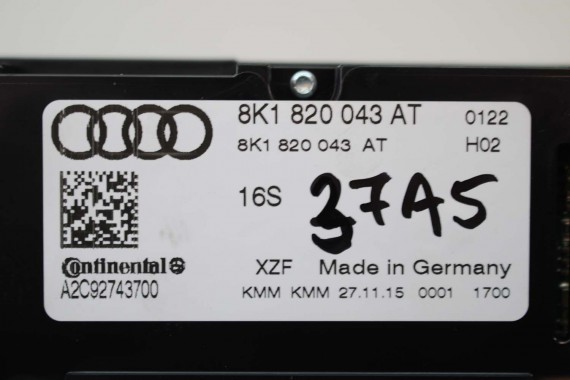 8K1 820 043 AT 0122
8K1 820 043 AT H02
16S 37A5
Continental
XZF Made in Germany
A2C92743700
KMM KMM 27.11.15 0001 1700